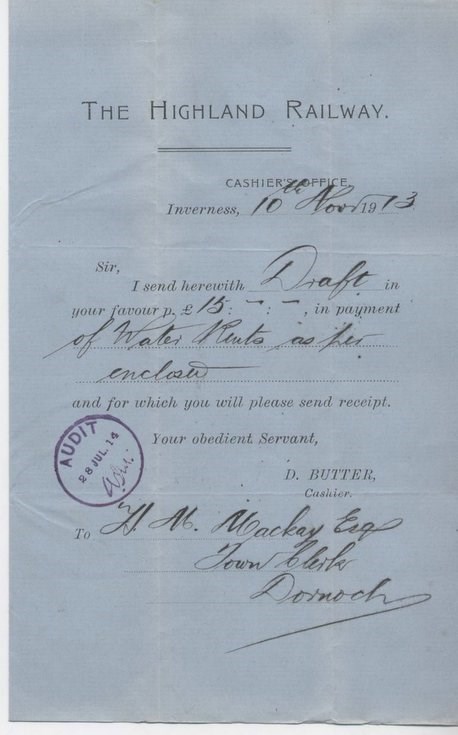 THE HIGHLAND RAILWAY.
CASHIER'S OFFICE,
Inverness, 10th Nov 1913
Sir,
I send herewith Draft in
your favour p. £15: - : - , in payment
of Water Rents as per
enclosed
and for which you will please send receipt.
Your obedient Servant,
D. BUTTER,
Cashier.
AUDIT
28 JUL. 14
To H. M. Mackay Esq
Town Clerk
Dornoch